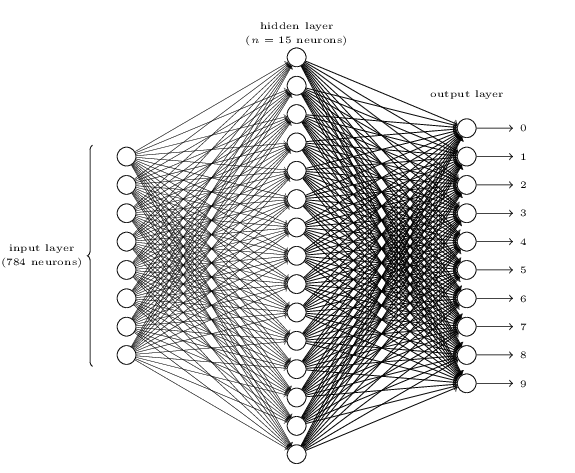 hidden layer
(n = 15 neurons)
output layer
0
1
2
3
4
5
6
7
8
9
input layer
(784 neurons)